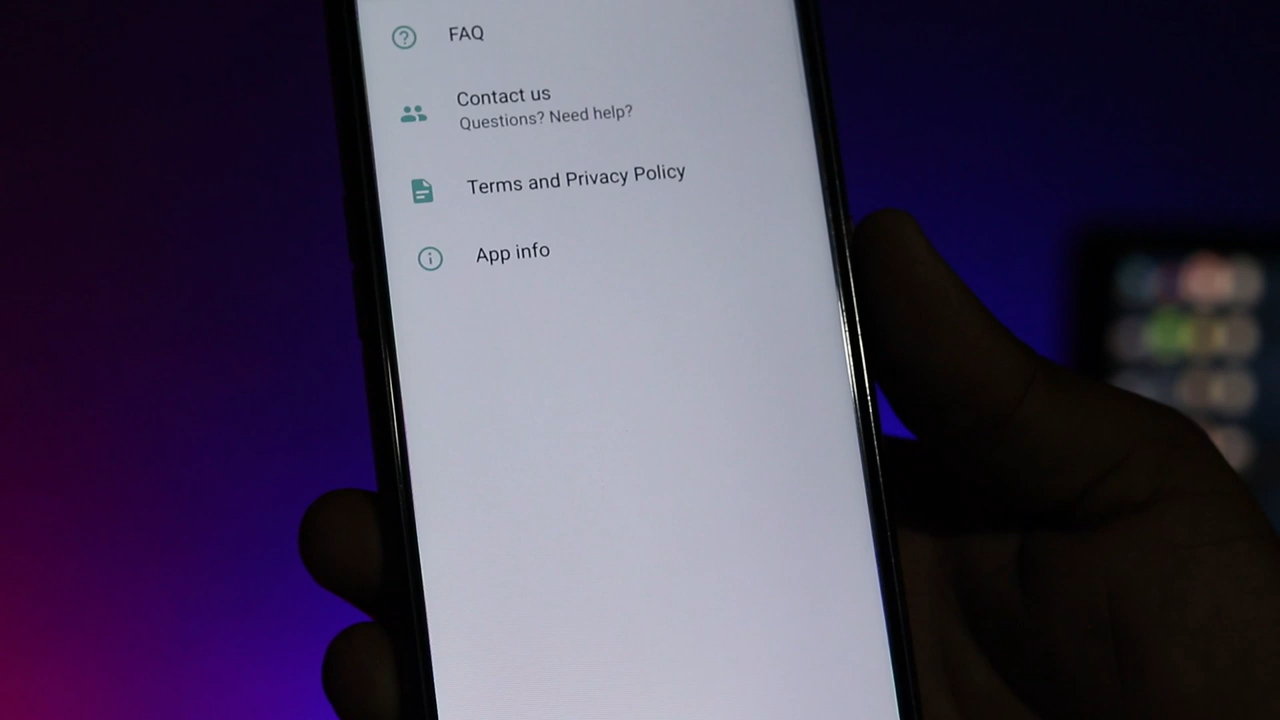 FAQ
Contact us
Questions? Need help?
Terms and Privacy Policy
App info